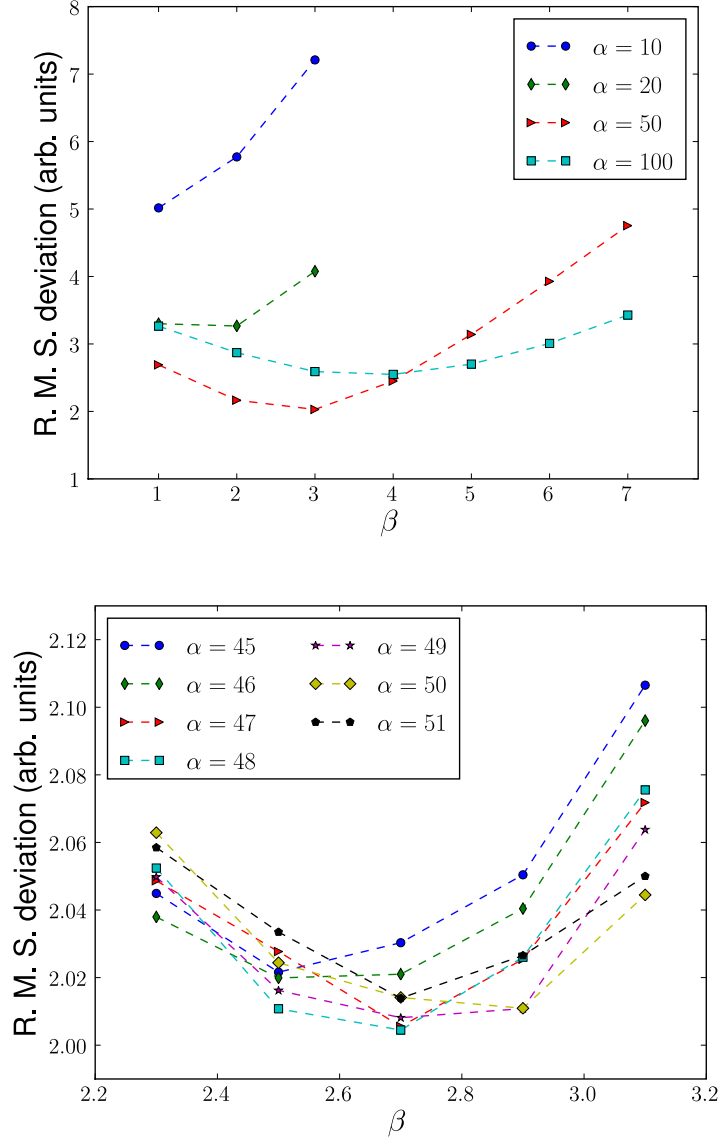 8
7
6
5
4
3
2
1
R. M. S. deviation (arb. units)
α = 10
α = 20
α = 50
α = 100
1 2 3 4 5 6 7
β
2.12
2.10
2.08
2.06
2.04
2.02
2.00
R. M. S. deviation (arb. units)
α = 45 α = 49
α = 46 α = 50
α = 47 α = 51
α = 48
2.2 2.4 2.6 2.8 3.0 3.2
β